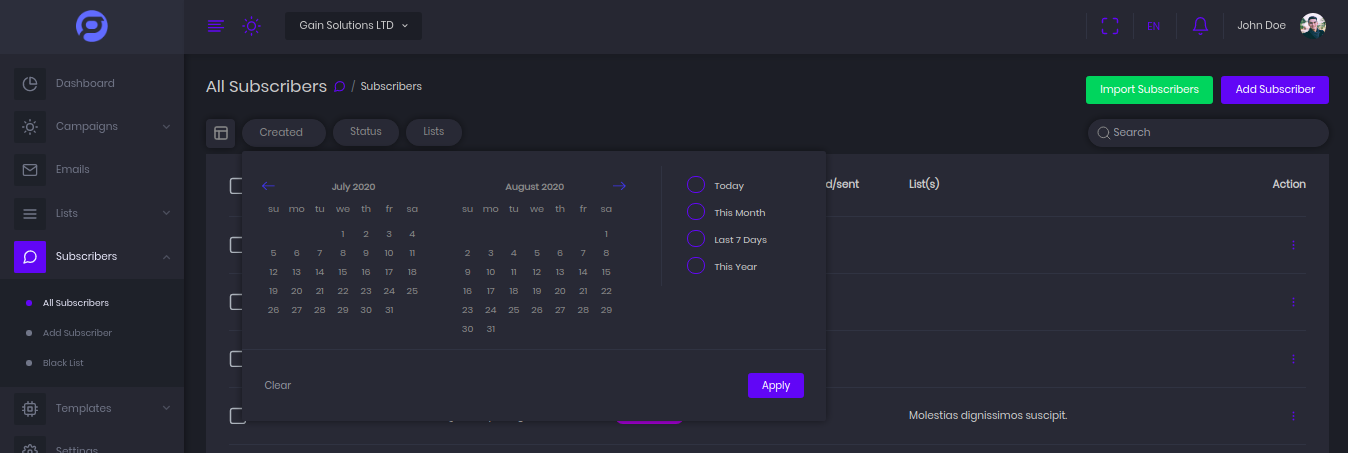 Gain Solutions LTD
EN
John Doe
Dashboard
Campaigns
Emails
Lists
Subscribers
All Subscribers
Add Subscriber
Black List
Templates
Settings
All Subscribers / Subscribers
Import Subscribers
Add Subscriber
Created
Status
Lists
Search
July 2020
su mo tu we th fr sa
1 2 3 4
5 6 7 8 9 10 11
12 13 14 15 16 17 18
19 20 21 22 23 24 25
26 27 28 29 30 31
August 2020
su mo tu we th fr sa
1
2 3 4 5 6 7 8
9 10 11 12 13 14 15
16 17 18 19 20 21 22
23 24 25 26 27 28 29
30 31
Today
This Month
Last 7 Days
This Year
Clear
Apply
d/sent
List(s)
Action
Molestias dignissimos suscipit.